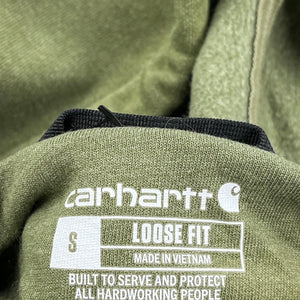 carhartt
S
LOOSE FIT
MADE IN VIETNAM
BUILT TO SERVE AND PROTECT
ALL HARDWORKING PEOPLE